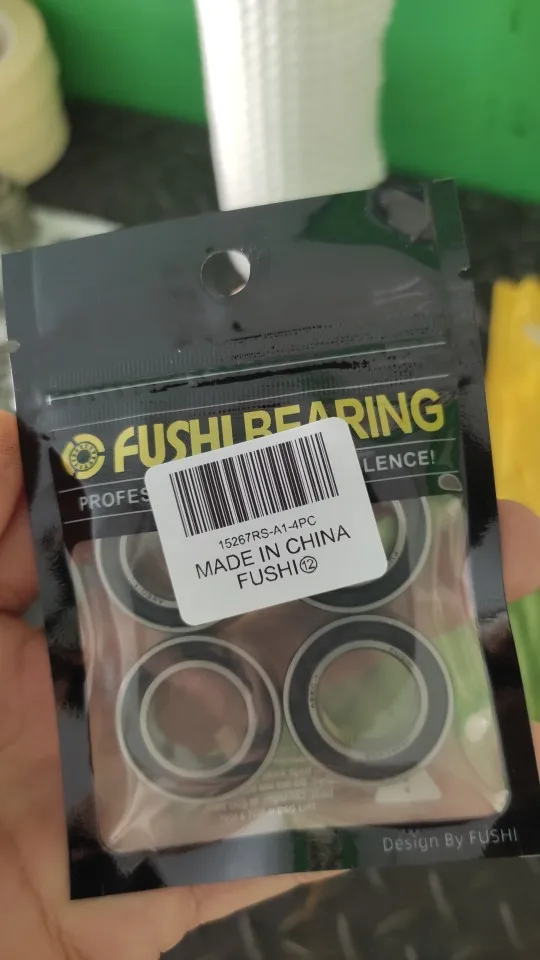 FUSHI BEARING
PROFES LENCE!
15267RS-A1-4PC
MADE IN CHINA
FUSHI⑫
Design By FUSHI